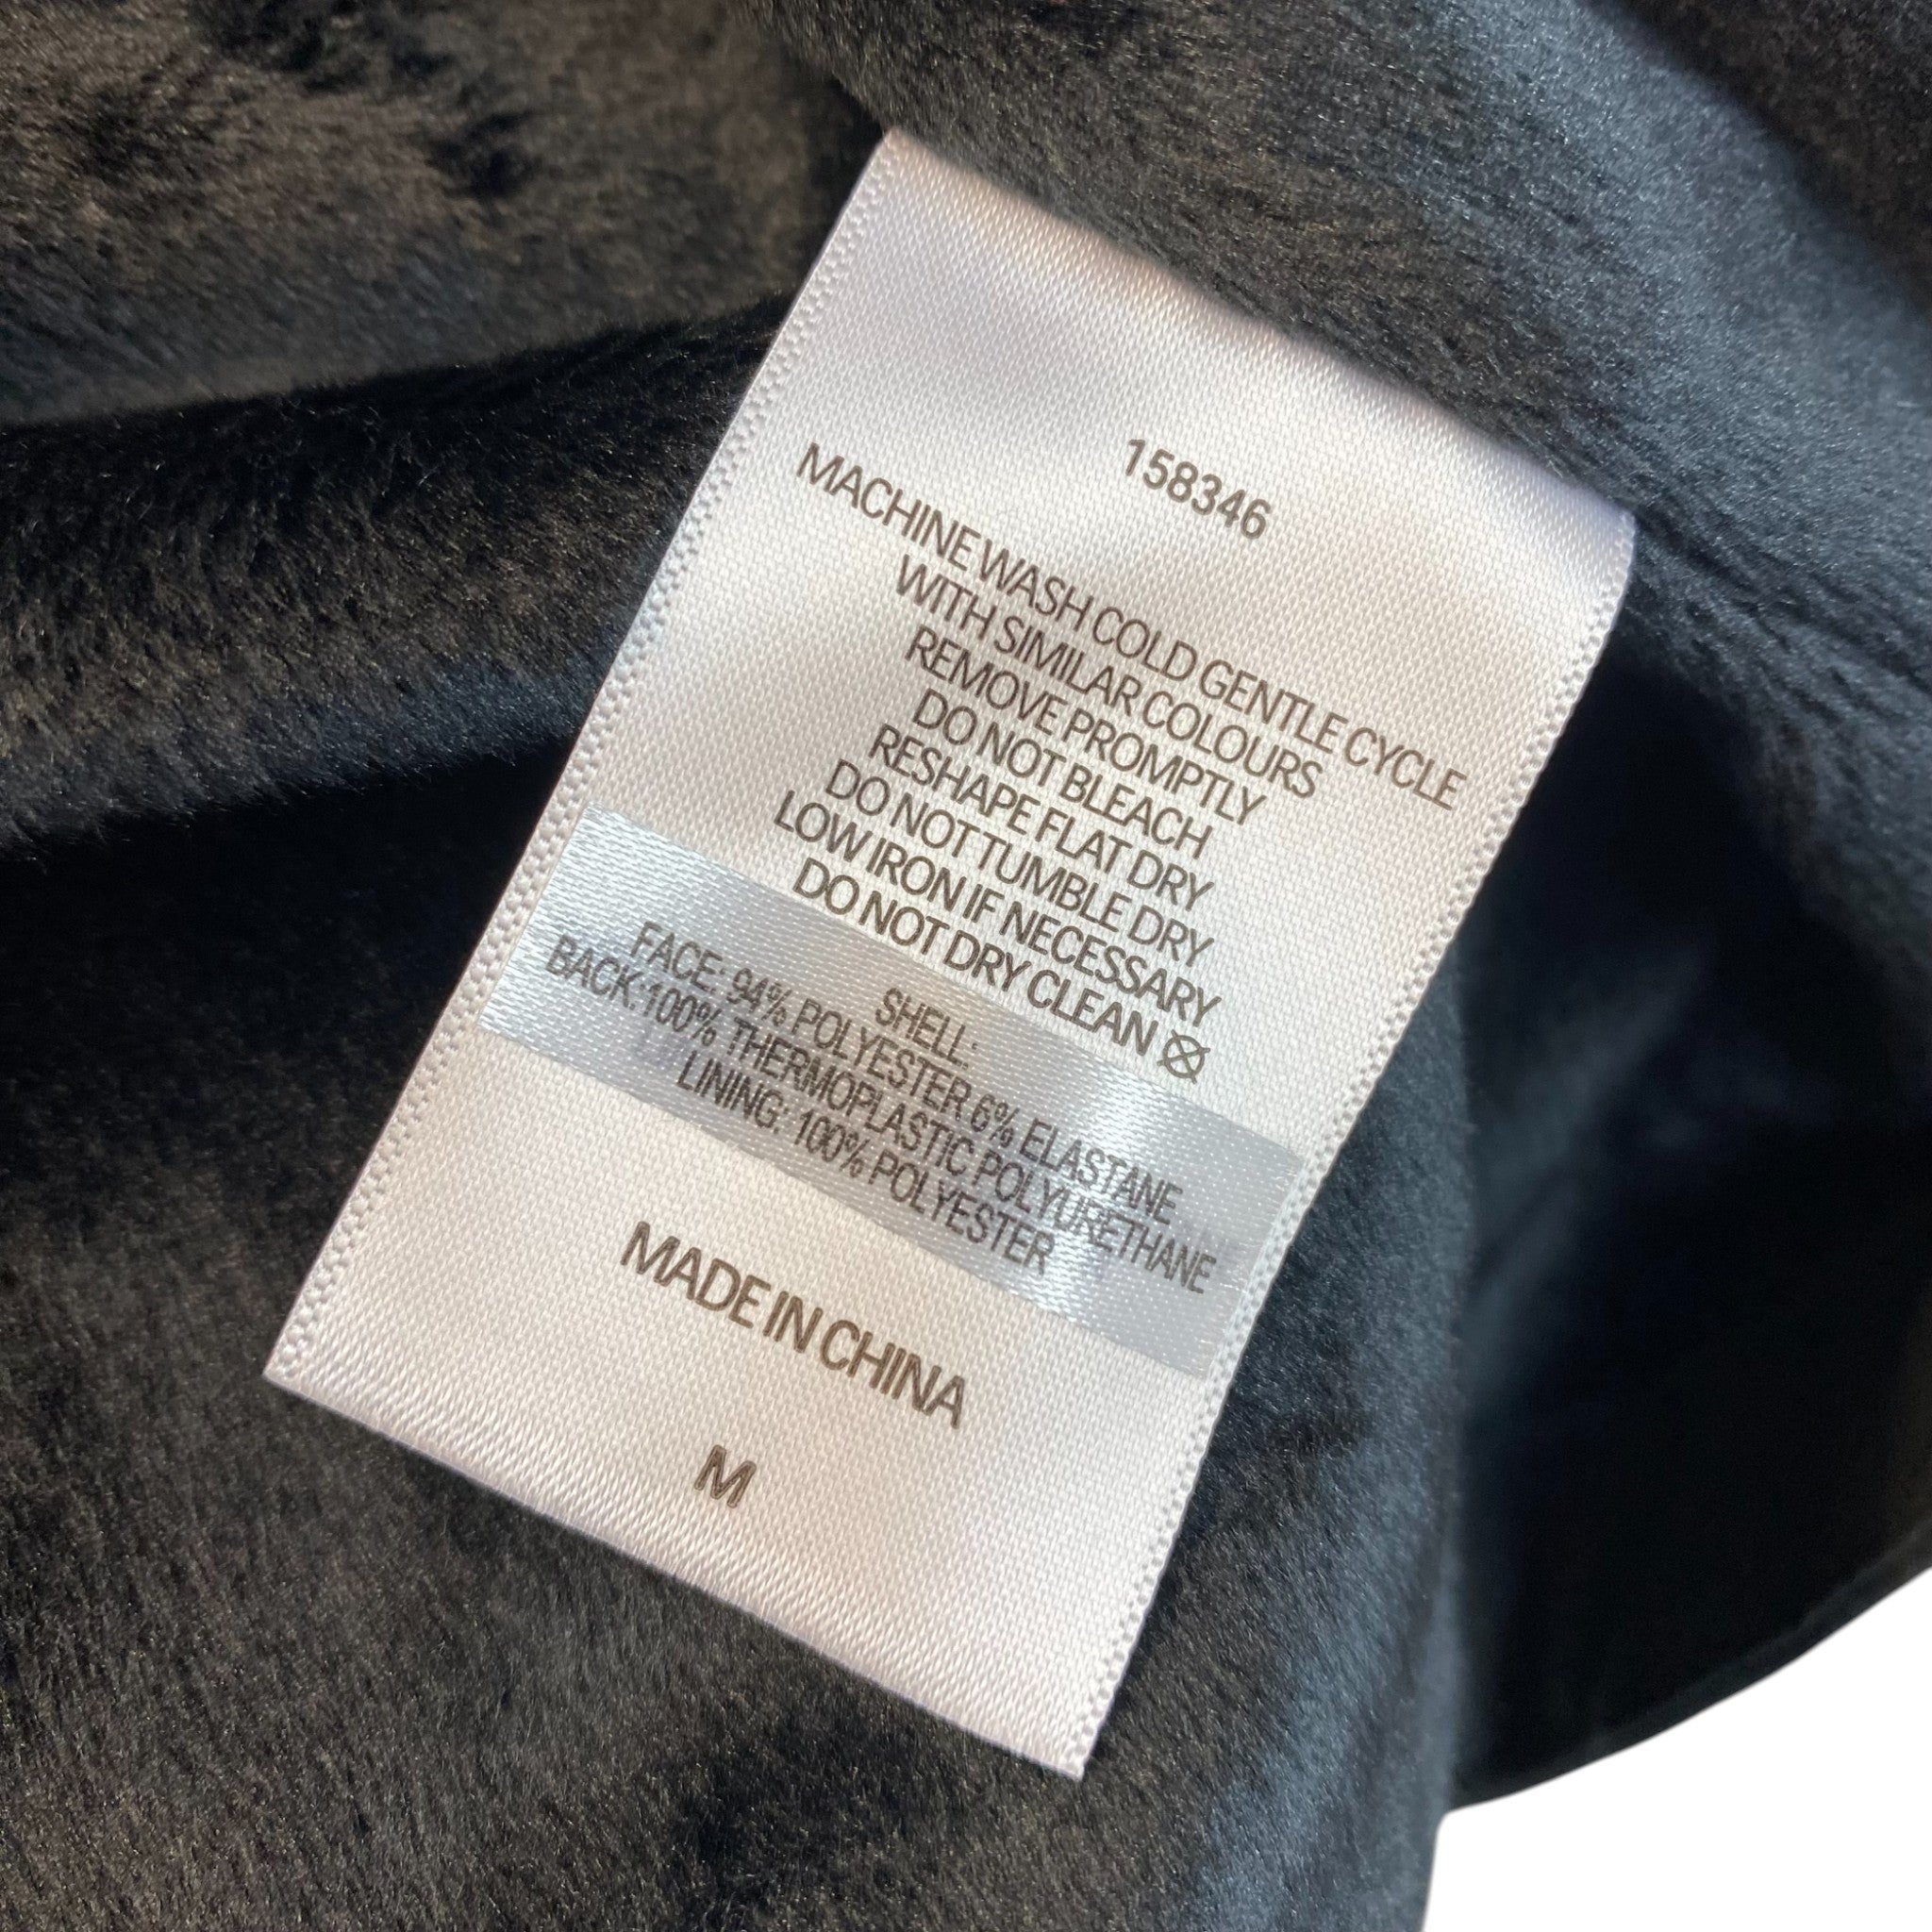 158346
MACHINE WASH COLD GENTLE CYCLE
WITH SIMILAR COLOURS
REMOVE PROMPTLY
DO NOT BLEACH
RESHAPE FLAT DRY
DO NOT TUMBLE DRY
LOW IRON IF NECESSARY
DO NOT DRY CLEAN
SHELL:
FACE: 94% POLYESTER 6% ELASTANE
BACK:100% THERMOPLASTIC POLYURETHANE
LINING: 100% POLYESTER
MADE IN CHINA
M